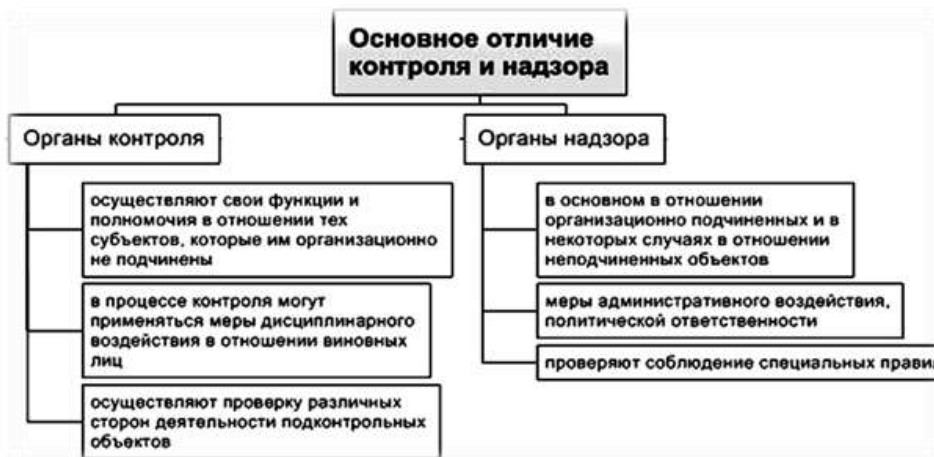 Основное отличие
контроля и надзора
Органы контроля
осуществляют свои функции и
полномочия в отношении тех
субъектов, которые им организационно
не подчинены
в процессе контроля могут
применяться меры дисциплинарного
воздействия в отношении виновных
лиц
осуществляют проверку различных
сторон деятельности подконтрольных
объектов
Органы надзора
в основном в отношении
организационно подчиненных и в
некоторых случаях в отношении
неподчиненных объектов
меры административного воздействия,
политической ответственности
проверяют соблюдение специальных правил